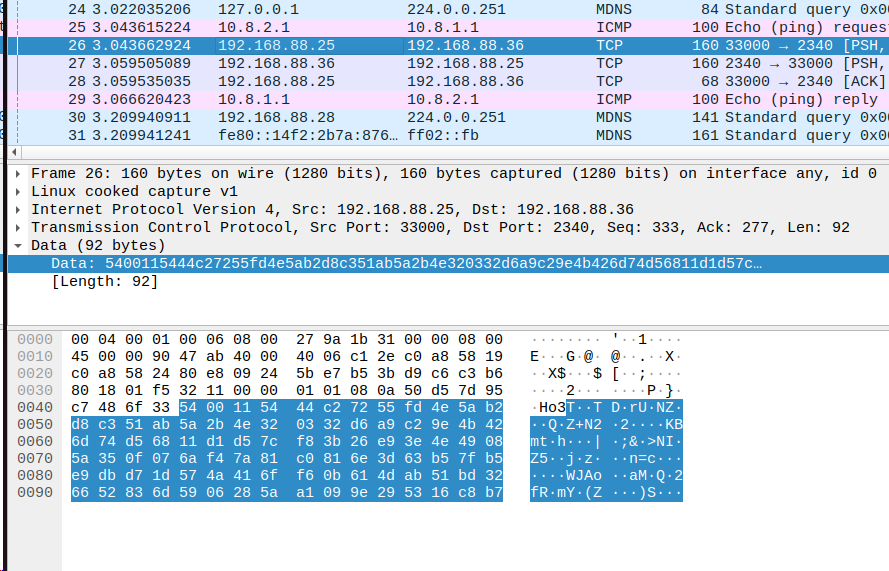 24 3.022035206 127.0.0.1 224.0.0.251 MDNS 84 Standard query 0x00
25 3.043615224 10.8.2.1 10.8.1.1 ICMP 100 Echo (ping) reques
26 3.043662924 192.168.88.25 192.168.88.36 TCP 160 33000 → 2340 [PSH,
27 3.059505089 192.168.88.36 192.168.88.25 TCP 160 2340 → 33000 [PSH,
28 3.059535035 192.168.88.25 192.168.88.36 TCP 68 33000 → 2340 [ACK]
29 3.066620423 10.8.1.1 10.8.2.1 ICMP 100 Echo (ping) reply
30 3.209940911 192.168.88.28 224.0.0.251 MDNS 141 Standard query 0x00
31 3.209941241 fe80::14f2:2b7a:876… ff02::fb MDNS 161 Standard query 0x00
Frame 26: 160 bytes on wire (1280 bits), 160 bytes captured (1280 bits) on interface any, id 0
Linux cooked capture v1
Internet Protocol Version 4, Src: 192.168.88.25, Dst: 192.168.88.36
Transmission Control Protocol, Src Port: 33000, Dst Port: 2340, Seq: 333, Ack: 277, Len: 92
Data (92 bytes)
Data: 5400115444c27255fd4e5ab2d8c351ab5a2b4e320332d6a9c29e4b426d74d56811d1d57c…
[Length: 92]
0000 00 04 00 01 00 06 08 00 27 9a 1b 31 00 00 08 00 ········ '··1····
0010 45 00 00 90 47 ab 40 00 40 06 c1 2e c0 a8 58 19 E···G·@· @··.··X·
0020 c0 a8 58 24 80 e8 09 24 5b e7 b5 3b d9 c6 c3 b6 ··X$···$ [··;····
0030 80 18 01 f5 32 11 00 00 01 01 08 0a 50 d5 7d 95 ····2··· ····P·}·
0040 c7 48 6f 33 54 00 11 54 44 c2 72 55 fd 4e 5a b2 ·Ho3T··T D·rU·NZ·
0050 d8 c3 51 ab 5a 2b 4e 32 03 32 d6 a9 c2 9e 4b 42 ··Q·Z+N2 ·2····KB
0060 6d 74 d5 68 11 d1 d5 7c f8 3b 26 e9 3e 4e 49 08 mt·h···| ·;&·>NI·
0070 5a 35 0f 07 6a f4 7a 81 c0 81 6e 3d 63 b5 7f b5 Z5··j·z· ··n=c···
0080 e9 db d7 1d 57 4a 41 6f f6 0b 61 4d ab 51 bd 32 ····WJAo ··aM·Q·2
0090 66 52 83 6d 59 06 28 5a a1 09 9e 29 53 16 c8 b7 fR·mY·(Z ···)S···